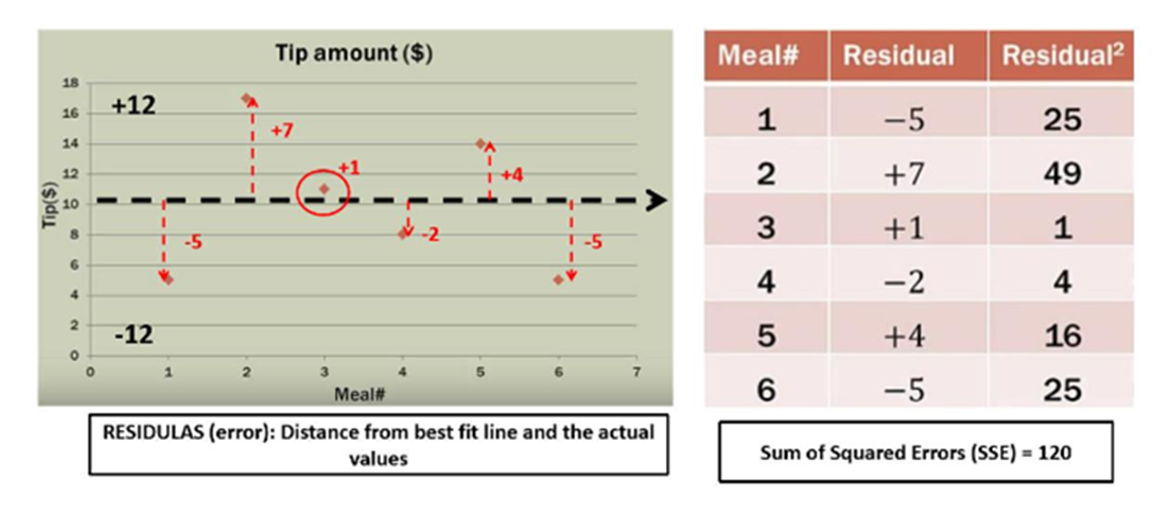 Tip amount ($)
18
+12
16
+7
14
+1
12
+4
Tip($)
10
8
-5
-2
-5
6
4
2
-12
0
0 1 2 3 4 5 6 7
Meal#
RESIDULAS (error): Distance from best fit line and the actual
values
Meal# Residual Residual²
1 −5 25
2 +7 49
3 +1 1
4 −2 4
5 +4 16
6 −5 25
Sum of Squared Errors (SSE) = 120